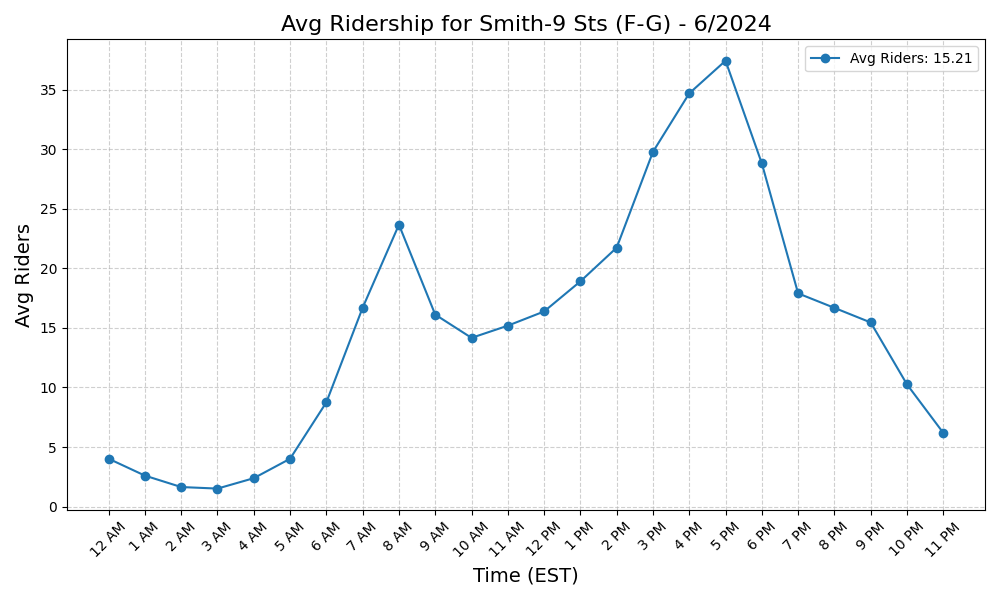 Avg Ridership for Smith-9 Sts (F-G) - 6/2024
Avg Riders: 15.21
Avg Riders
35
30
25
20
15
10
5
0
12 AM
1 AM
2 AM
3 AM
4 AM
5 AM
6 AM
7 AM
8 AM
9 AM
10 AM
11 AM
12 PM
1 PM
2 PM
3 PM
4 PM
5 PM
6 PM
7 PM
8 PM
9 PM
10 PM
11 PM
Time (EST)